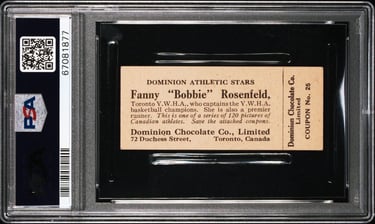 DOMINION ATHLETIC STARS
Fanny "Bobbie" Rosenfeld,
Toronto Y.W.H.A., who captains the Y.W.H.A.
basketball champions. She is also a premier
runner. This is one of a series of 120 pictures of
Canadian athletes. Save the attached coupons.
Dominion Chocolate Co., Limited
72 Duchess Street, Toronto, Canada
Dominion Chocolate Co.
Limited
COUPON No. 25
PSA
67081877